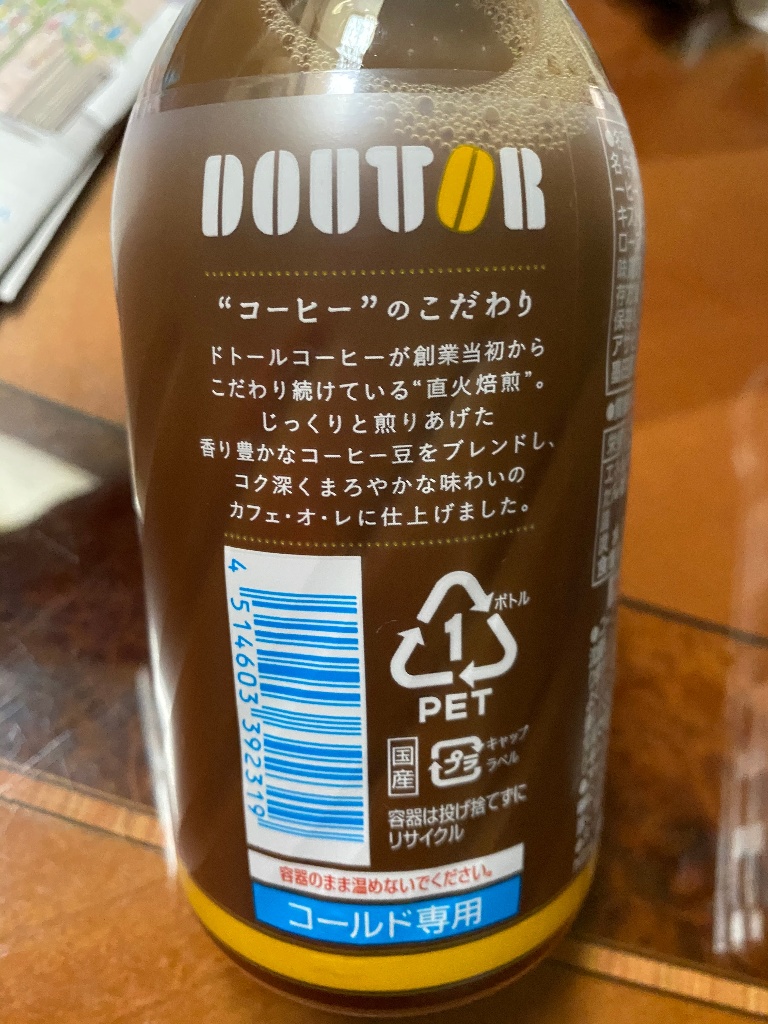 DOUTOR
“コーヒー”のこだわり
ドトールコーヒーが創業当初から
こだわり続けている“直火焙煎”。
じっくりと煎りあげた
香り豊かなコーヒー豆をブレンドし、
コク深くまろやかな味わいの
カフェ・オ・レに仕上げました。
4 514603 392319
1
ボトル
PET
国産
プラ
キャップ
ラベル
容器は投げ捨てずに
リサイクル
容器のまま温めないでください。
コールド専用